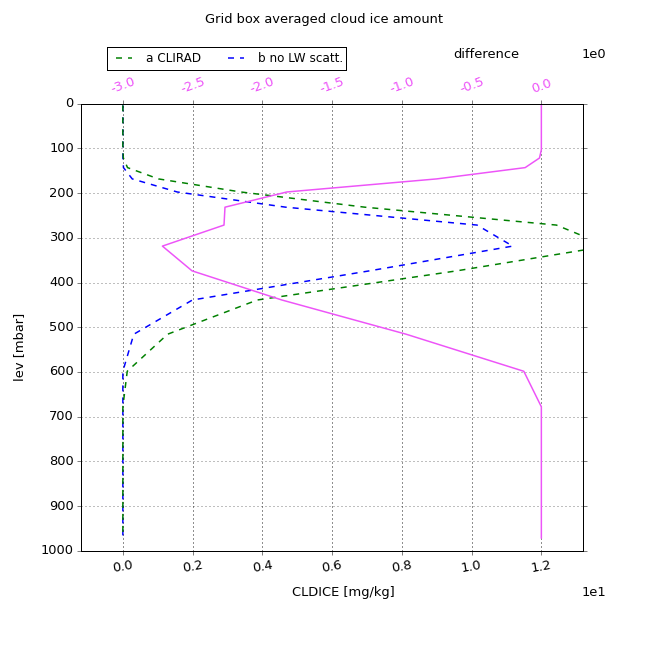 Grid box averaged cloud ice amount
a CLIRAD b no LW scatt. difference 1e0
-3.0 -2.5 -2.0 -1.5 -1.0 -0.5 0.0
0
100
200
300
400
500
600
700
800
900
1000
lev [mbar]
0.0 0.2 0.4 0.6 0.8 1.0 1.2
CLDICE [mg/kg] 1e1